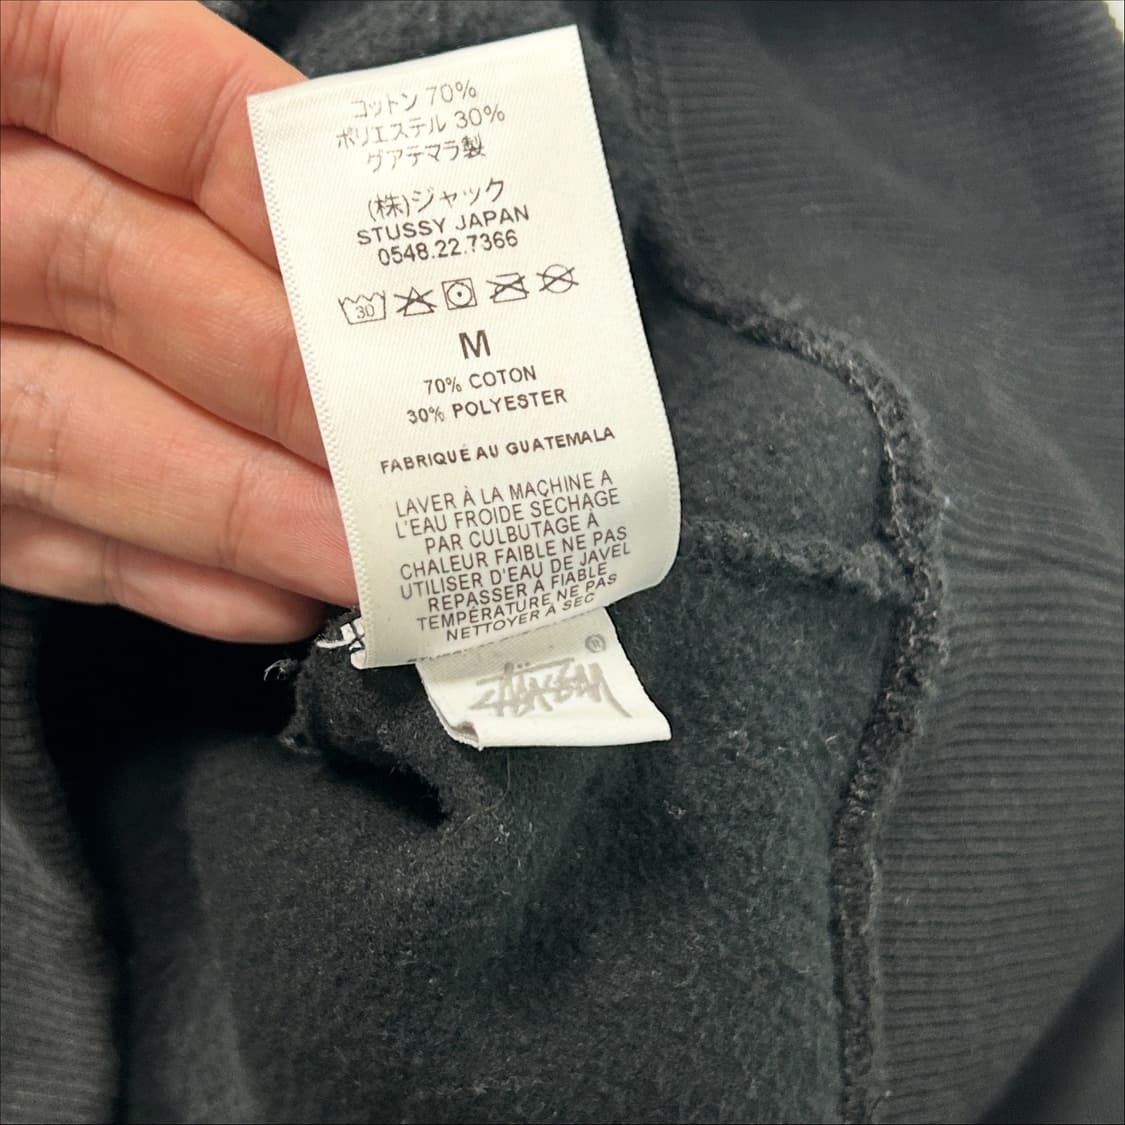 コットン 70%
ポリエステル 30%
グアテマラ製
(株)ジャック
STUSSY JAPAN
0548.22.7366
30
M
70% COTON
30% POLYESTER
FABRIQUÉ AU GUATEMALA
LAVER À LA MACHINE A
L'EAU FROIDE SÉCHAGE
PAR CULBUTAGE À
CHALEUR FAIBLE NE PAS
UTILISER D'EAU DE JAVEL
REPASSER À FIABLE
TEMPÉRATURE NE PAS
NETTOYER À SEC
STÜSSY ®